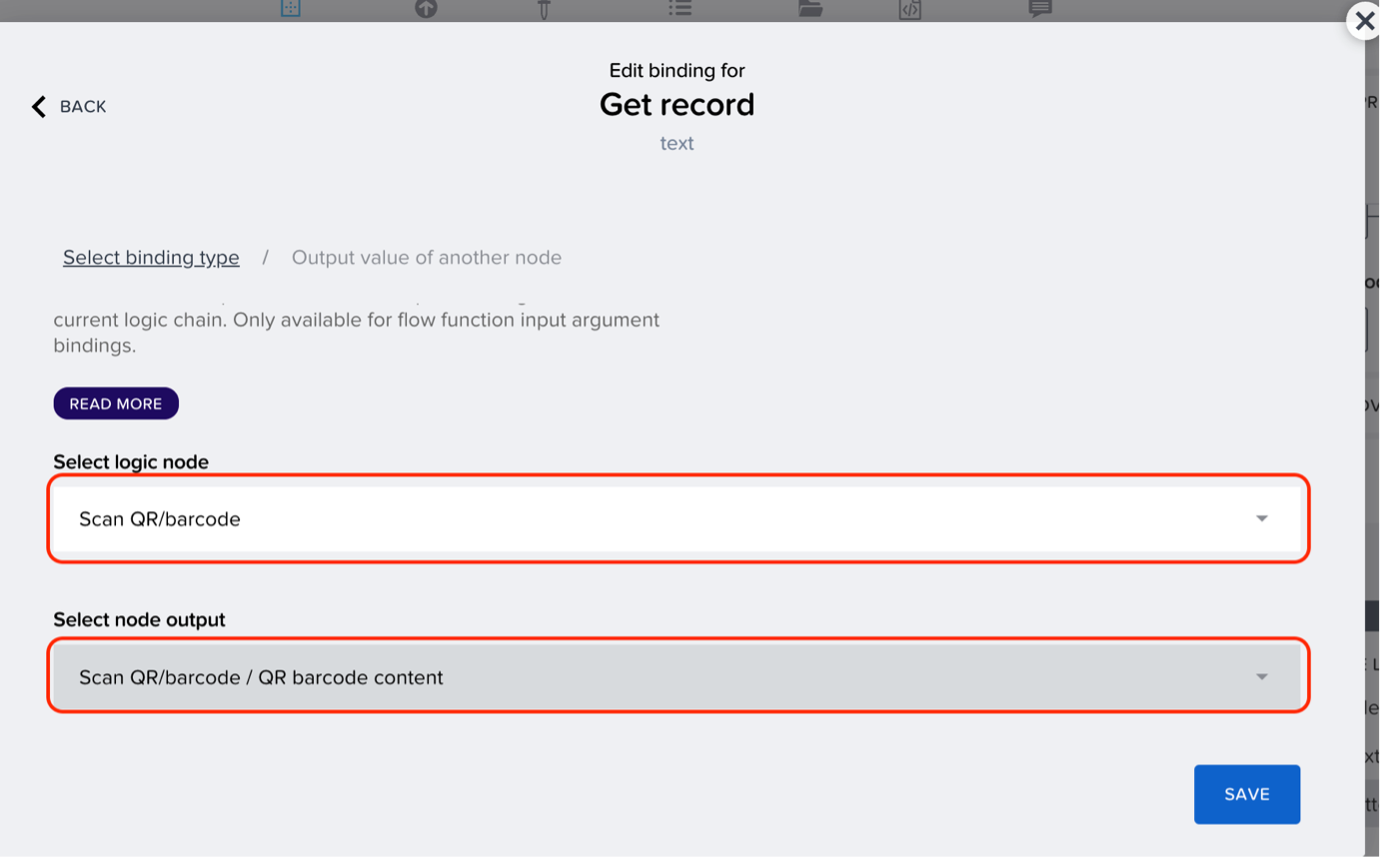 Edit binding for
BACK
Get record
text
Select binding type / Output value of another node
current logic chain. Only available for flow function input argument
bindings.
READ MORE
Select logic node
Scan QR/barcode
Select node output
Scan QR/barcode / QR barcode content
SAVE